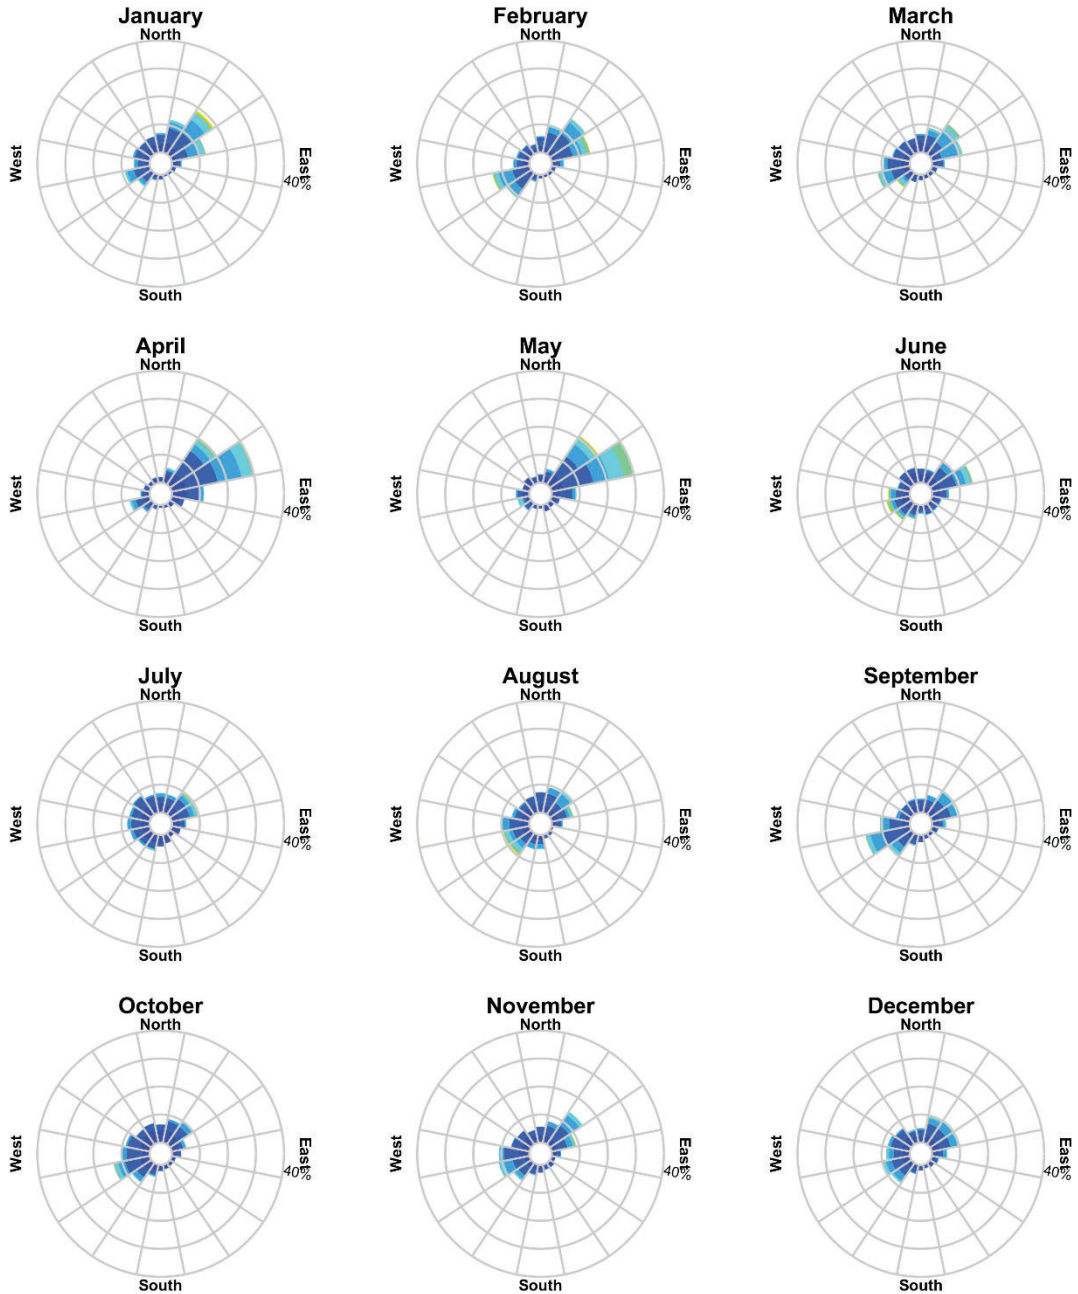 January
North
West
East
40%
South
February
North
West
East
40%
South
March
North
West
East
40%
South
April
North
West
East
40%
South
May
North
West
East
40%
South
June
North
West
East
40%
South
July
North
West
East
40%
South
August
North
West
East
40%
South
September
North
West
East
40%
South
October
North
West
East
40%
South
November
North
West
East
40%
South
December
North
West
East
40%
South